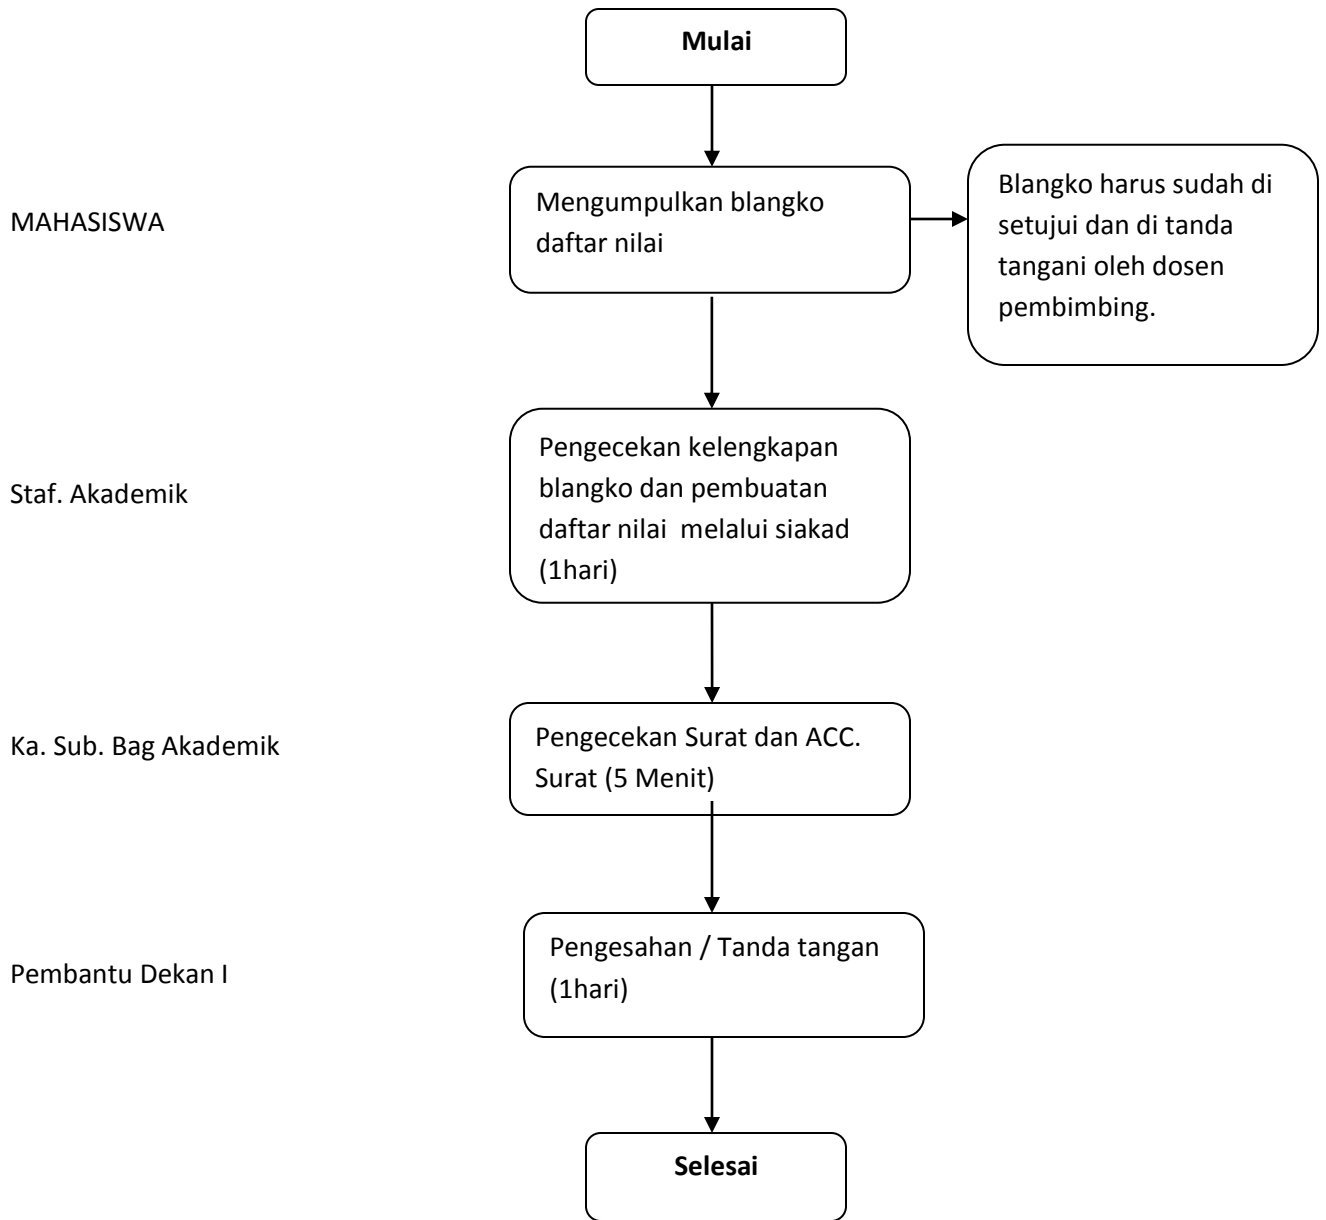 Mulai
MAHASISWA
Mengumpulkan blangko
daftar nilai
Blangko harus sudah di
setujui dan di tanda
tangani oleh dosen
pembimbing.
Staf. Akademik
Pengecekan kelengkapan
blangko dan pembuatan
daftar nilai  melalui siakad
(1hari)
Ka. Sub. Bag Akademik
Pengecekan Surat dan ACC.
Surat (5 Menit)
Pembantu Dekan I
Pengesahan / Tanda tangan
(1hari)
Selesai